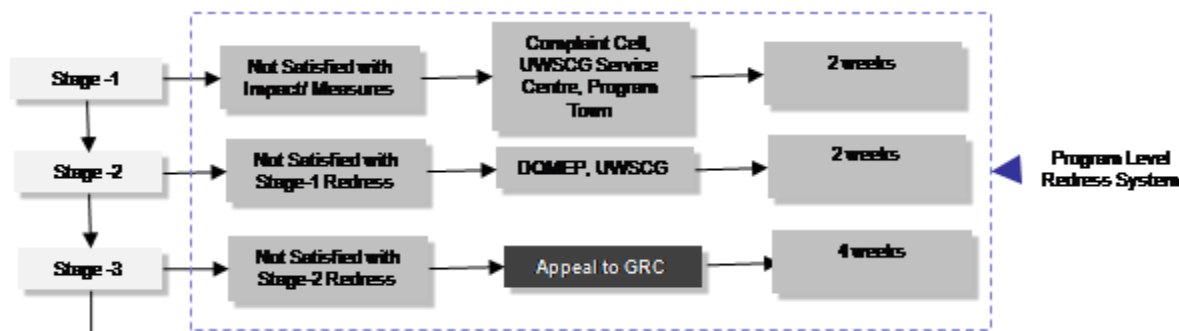 Stage -1
Not Satisfied with
Impact/ Measures
Complaint Cell,
UWSCG Service
Centre, Program
Town
2 weeks
Stage -2
Not Satisfied with
Stage-1 Redress
DOMEP, UWSCG
2 weeks
Program Level
Redress System
Stage -3
Not Satisfied with
Stage-2 Redress
Appeal to GRC
4 weeks